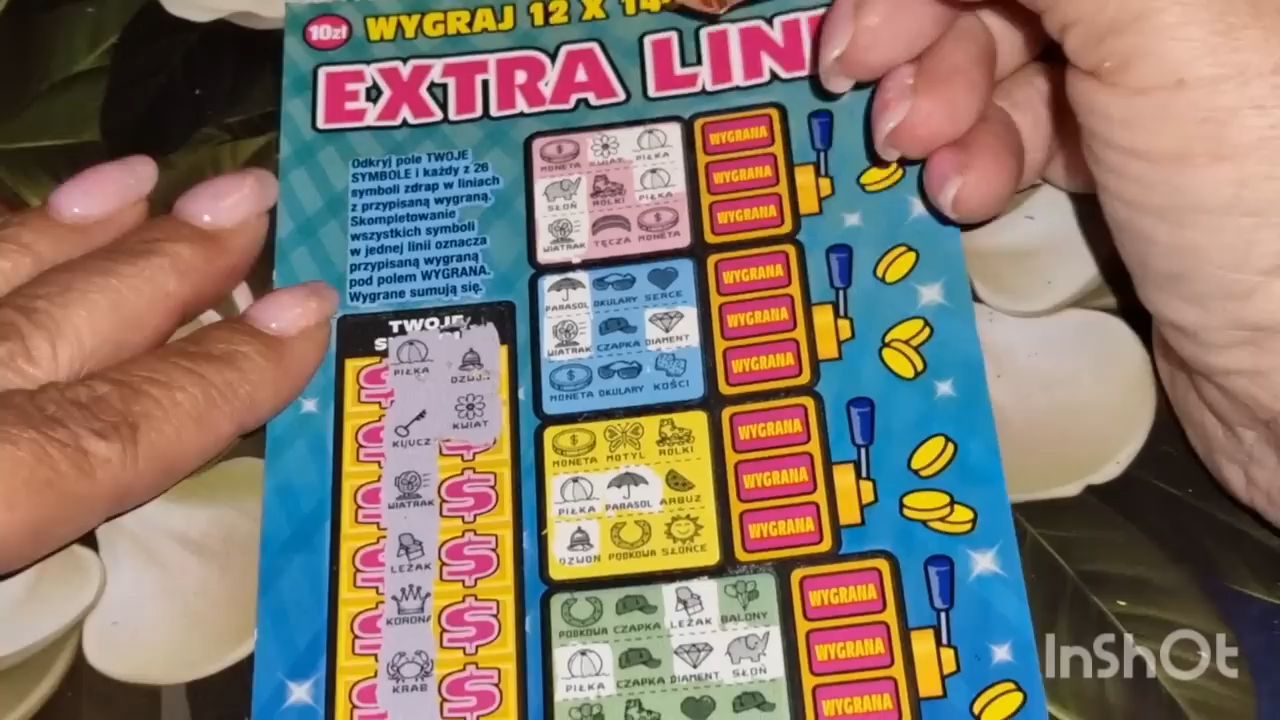 10zł WYGRAJ 12 X 14
EXTRA LIN
Odkryj pole TWOJE
SYMBOLE i każdy z 26
symboli zdrap w liniach
z przypisaną wygraną.
Skompletowanie
wszystkich symboli
w jednej linii oznacza
przypisaną wygraną
pod polem WYGRANA.
Wygrane sumują się.
TWOJE
PIŁKA DZWON
KLUCZ KWIAT
WIATRAK
LEŻAK
KORONA
KRAB
MONETA KWIAT PIŁKA WYGRANA
SŁOŃ ROLKI PIŁKA WYGRANA
WIATRAK TĘCZA MONETA WYGRANA
PARASOL OKULARY SERCE WYGRANA
WIATRAK CZAPKA DIAMENT WYGRANA
MONETA OKULARY KOŚCI WYGRANA
MONETA MOTYL ROLKI WYGRANA
PIŁKA PARASOL ARBUZ WYGRANA
DZWON PODKOWA SŁOŃCE WYGRANA
PODKOWA CZAPKA LEŻAK BALONY WYGRANA
PIŁKA CZAPKA DIAMENT SŁOŃ WYGRANA
WYGRANA
InShOt